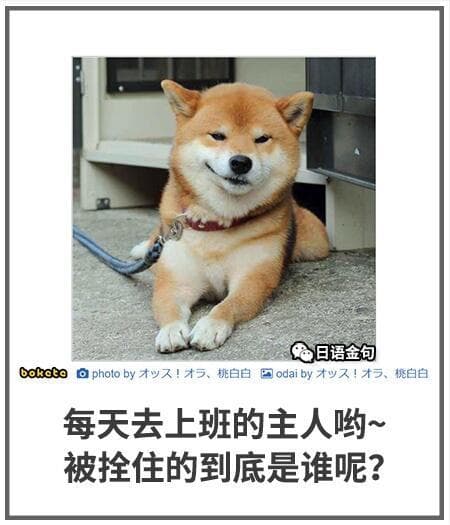 日语金句
bokete photo by オッス！オラ、桃白白 odai by オッス！オラ、桃白白
每天去上班的主人哟~
被拴住的到底是谁呢？